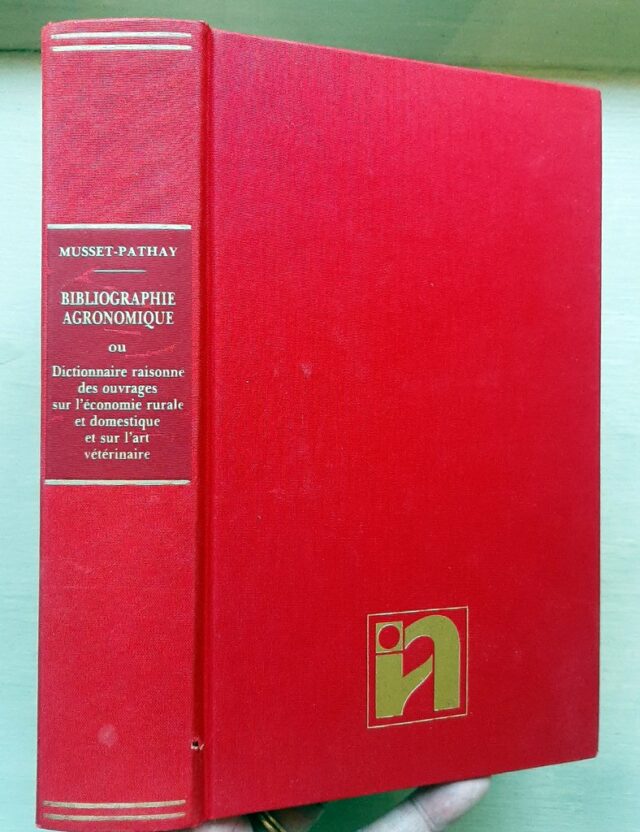 MUSSET-PATHAY
BIBLIOGRAPHIE
AGRONOMIQUE
ou
Dictionnaire raisonne
des ouvrages
sur l'économie rurale
et domestique
et sur l'art
vétérinaire